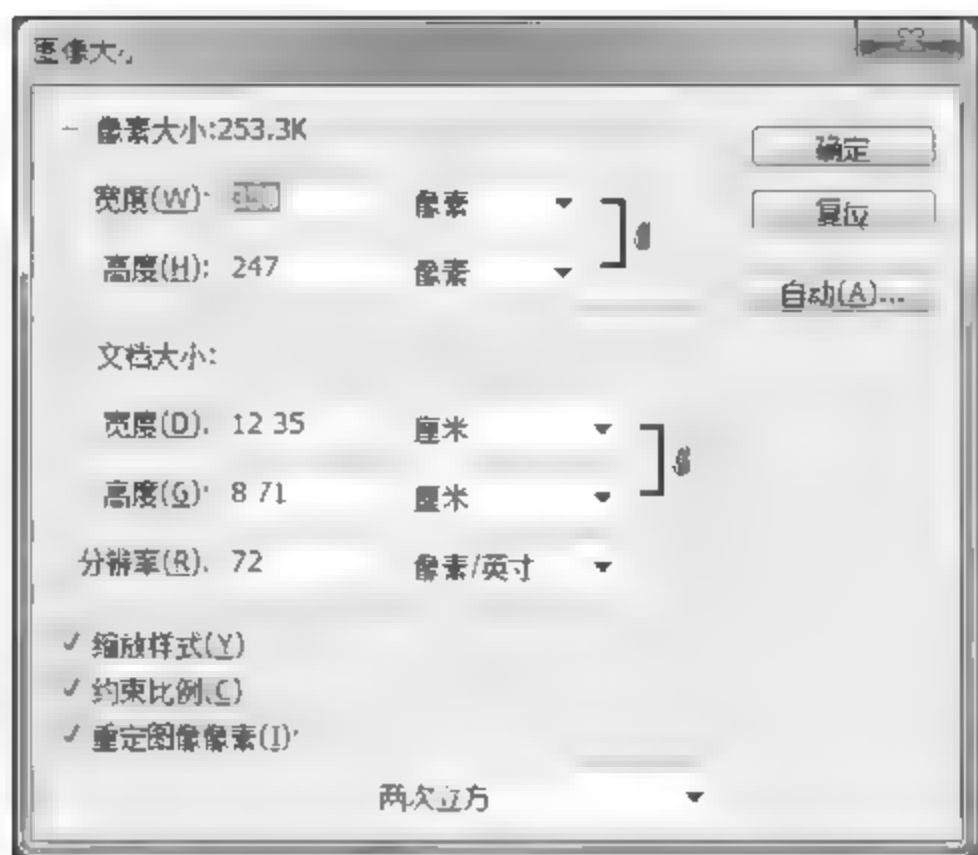 图像大小
像素大小:253.3K
确定
宽度(W): 像素
复位
高度(H): 247 像素
自动(A)...
文档大小:
宽度(D): 12.35 厘米
高度(G): 8.71 厘米
分辨率(R): 72 像素/英寸
缩放样式(Y)
约束比例(C)
重定图像像素(I):
两次立方